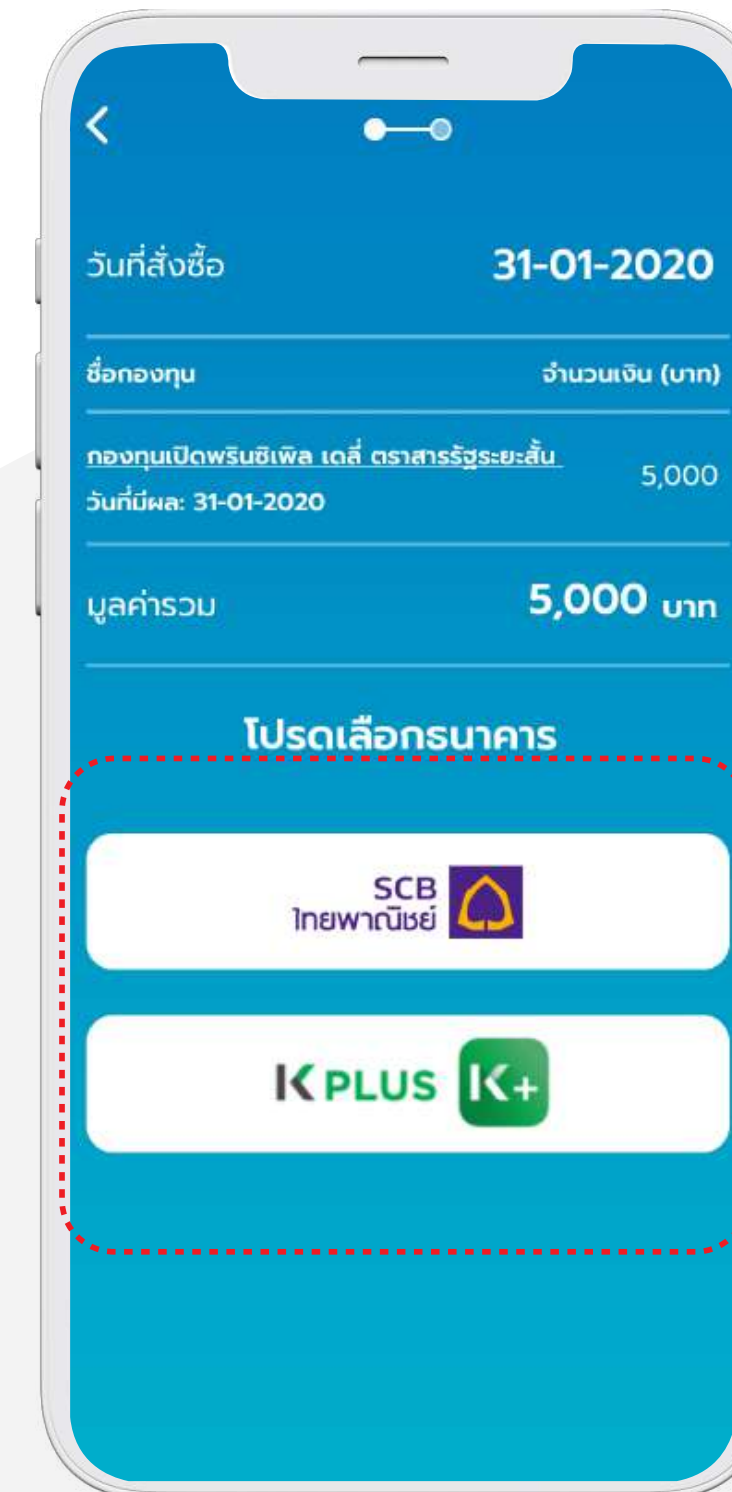 วันที่สั่งซื้อ 31-01-2020
ชื่อกองทุน จำนวนเงิน (บาท)
กองทุนเปิดพรินซิเพิล เดลี่ ตราสารรัฐระยะสั้น 5,000
วันที่มีผล: 31-01-2020
มูลค่ารวม 5,000 บาท
โปรดเลือกธนาคาร
SCB
ไทยพาณิชย์
K PLUS K+